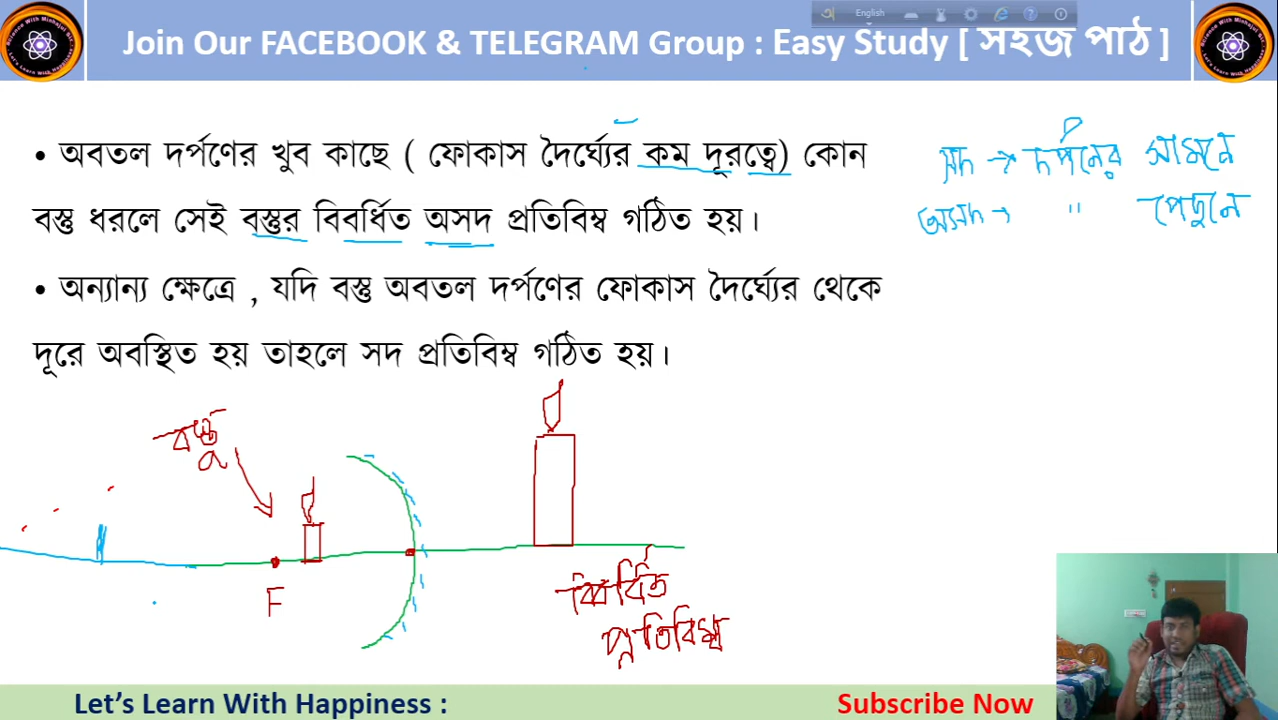 Join Our FACEBOOK & TELEGRAM Group : Easy Study [ সহজ পাঠ ]
English
• অবতল দর্পণের খুব কাছে ( ফোকাস দৈর্ঘ্যের কম দূরত্বে) কোন
বস্তু ধরলে সেই বস্তুর বিবর্ধিত অসদ প্রতিবিম্ব গঠিত হয়।
• অন্যান্য ক্ষেত্রে , যদি বস্তু অবতল দর্পণের ফোকাস দৈর্ঘ্যের থেকে
দূরে অবস্থিত হয় তাহলে সদ প্রতিবিম্ব গঠিত হয়।
সদ → দর্পনের সামনে
অসদ → " পেছনে
বস্তু
F
বিবর্ধিত
প্রতিবিম্ব
Let's Learn With Happiness :
Subscribe Now